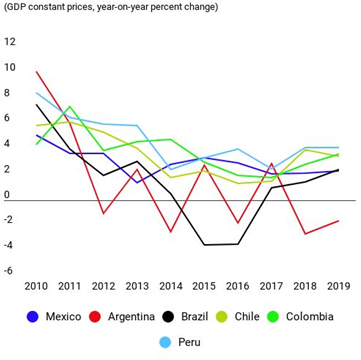 (GDP constant prices, year-on-year percent change)
12
10
8
6
4
2
0
-2
-4
-6
2010 2011 2012 2013 2014 2015 2016 2017 2018 2019
Mexico Argentina Brazil Chile Colombia
Peru